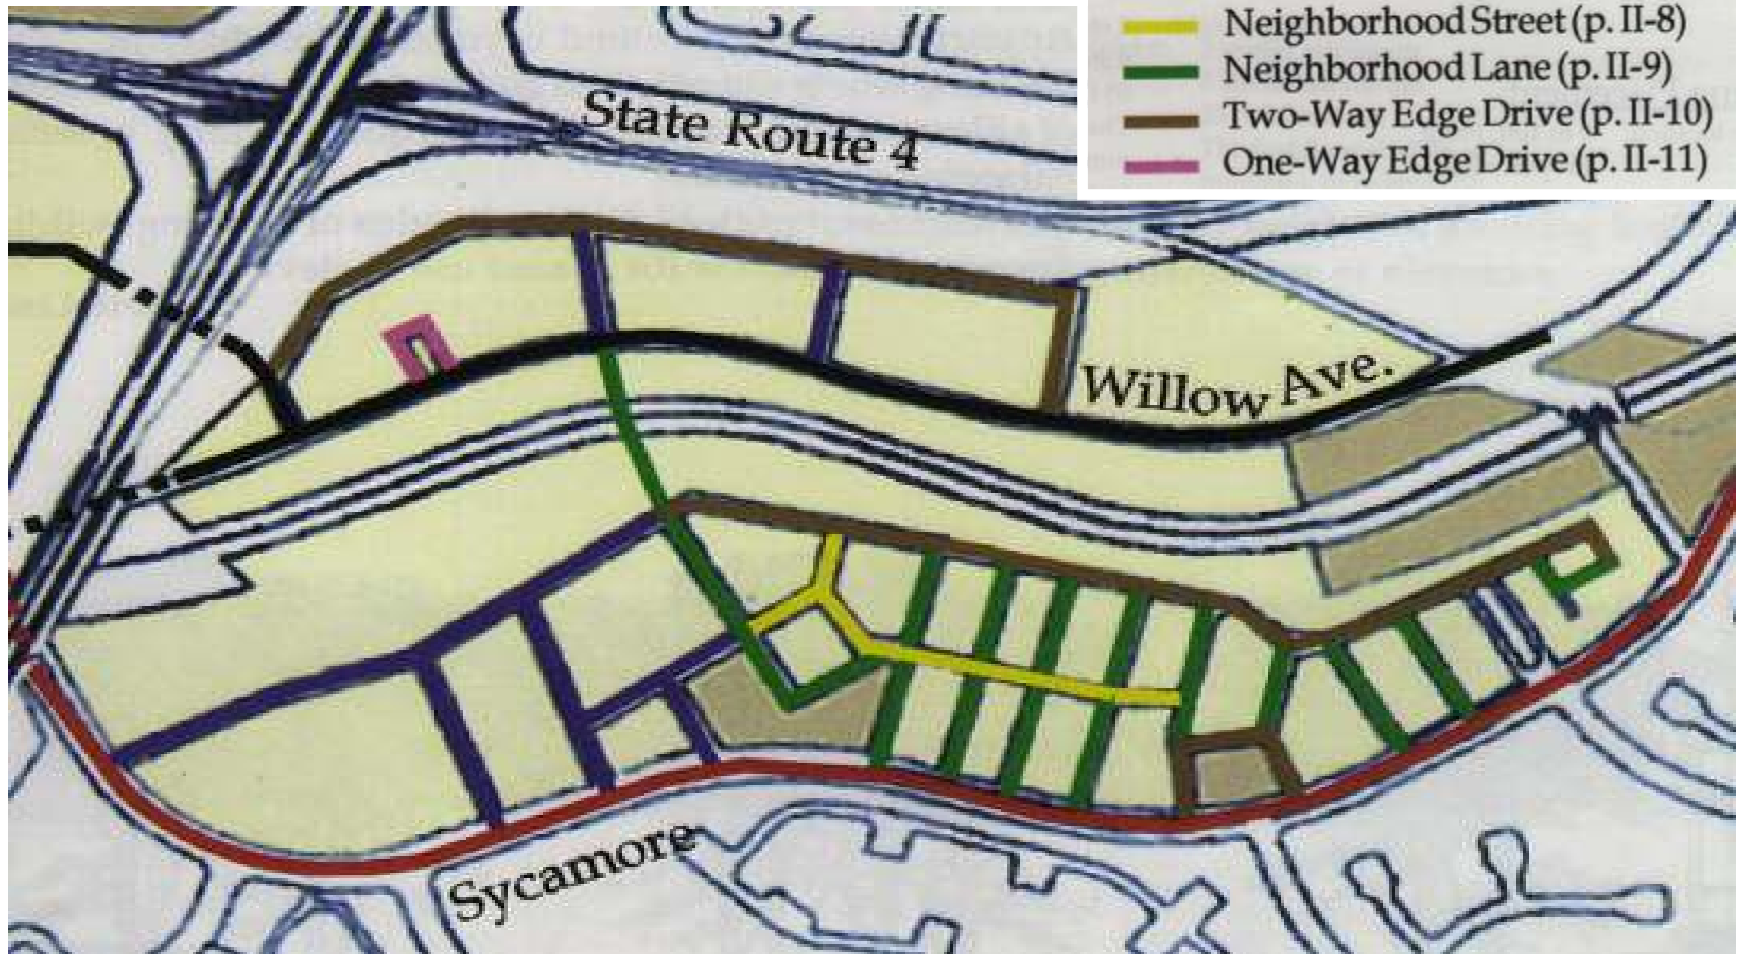 Neighborhood Street (p. II-8)
Neighborhood Lane (p. II-9)
Two-Way Edge Drive (p. II-10)
One-Way Edge Drive (p. II-11)
State Route 4
Willow Ave.
Sycamore